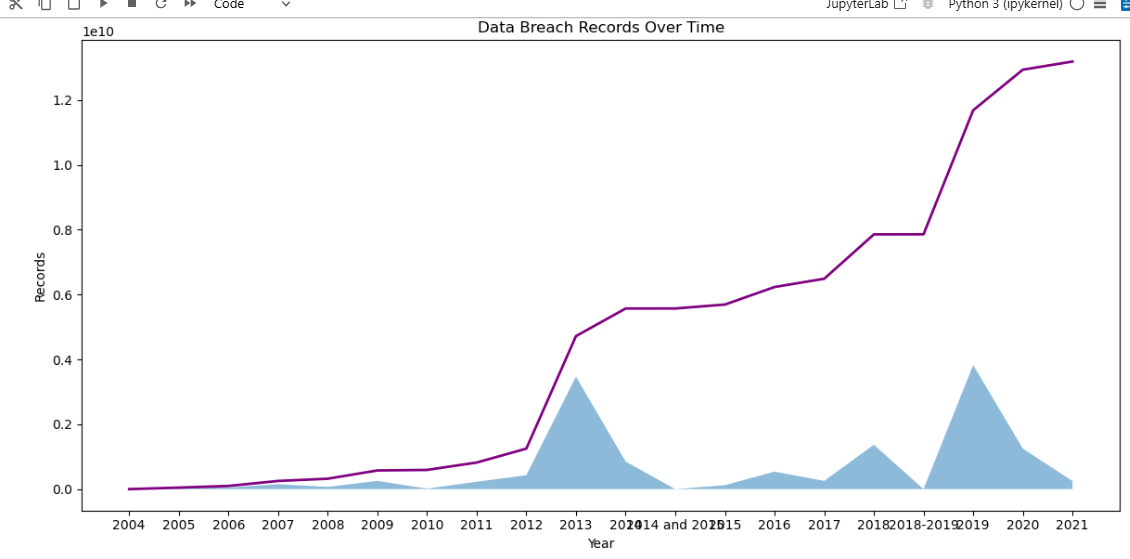 Code
JupyterLab
Python 3 (ipykernel)
Data Breach Records Over Time
1e10
1.2
1.0
0.8
0.6
0.4
0.2
0.0
Records
2004 2005 2006 2007 2008 2009 2010 2011 2012 2013 2014 2014 and 2015 2015 2016 2017 2018 2018-2019 2019 2020 2021
Year